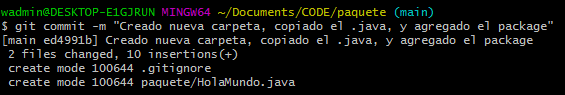 wadmin@DESKTOP-E1GJRUN MINGW64 ~/Documents/CODE/paquete (main)
$ git commit -m "Creado nueva carpeta, copiado el .java, y agregado el package"
[main ed4991b] Creado nueva carpeta, copiado el .java, y agregado el package
 2 files changed, 10 insertions(+)
 create mode 100644 .gitignore
 create mode 100644 paquete/HolaMundo.java